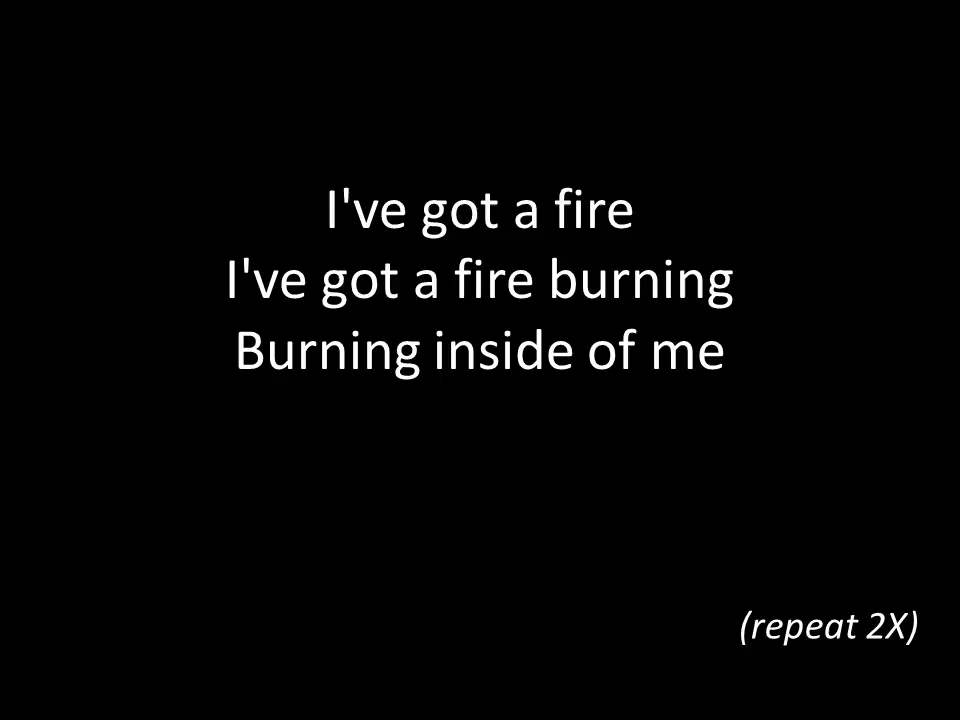 I've got a fire
I've got a fire burning
Burning inside of me
(repeat 2X)